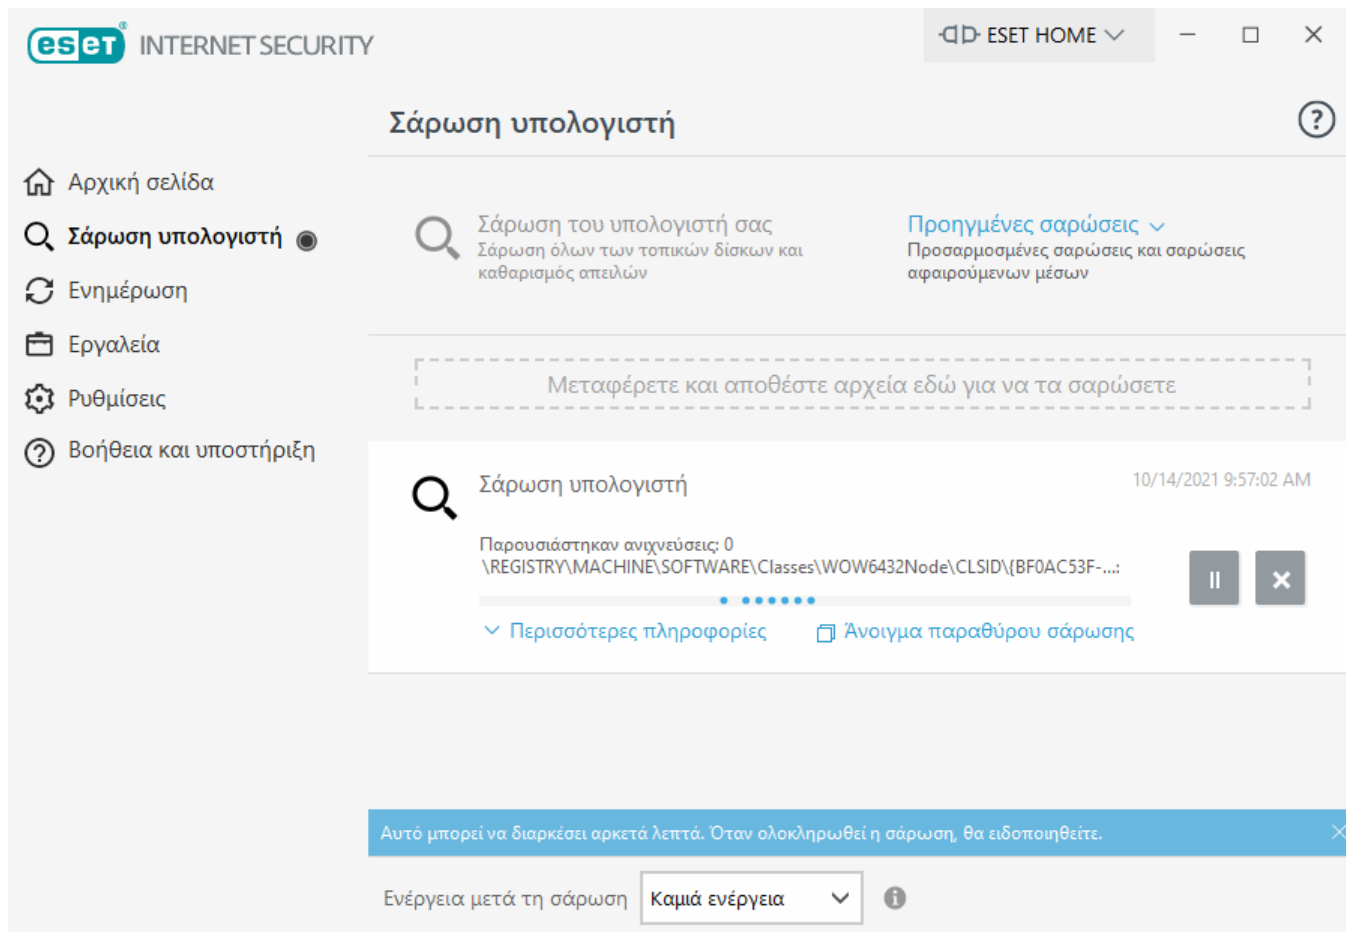 eset® INTERNET SECURITY
ESET HOME
Σάρωση υπολογιστή
Αρχική σελίδα
Σάρωση υπολογιστή
Ενημέρωση
Εργαλεία
Ρυθμίσεις
Βοήθεια και υποστήριξη
Σάρωση του υπολογιστή σας
Σάρωση όλων των τοπικών δίσκων και
καθαρισμός απειλών
Προηγμένες σαρώσεις
Προσαρμοσμένες σαρώσεις και σαρώσεις
αφαιρούμενων μέσων
Μεταφέρετε και αποθέστε αρχεία εδώ για να τα σαρώσετε
Σάρωση υπολογιστή
10/14/2021 9:57:02 AM
Παρουσιάστηκαν ανιχνεύσεις: 0
\REGISTRY\MACHINE\SOFTWARE\Classes\WOW6432Node\CLSID\{BF0AC53F-...:
Περισσότερες πληροφορίες
Άνοιγμα παραθύρου σάρωσης
Αυτό μπορεί να διαρκέσει αρκετά λεπτά. Όταν ολοκληρωθεί η σάρωση, θα ειδοποιηθείτε.
Ενέργεια μετά τη σάρωση
Καμιά ενέργεια